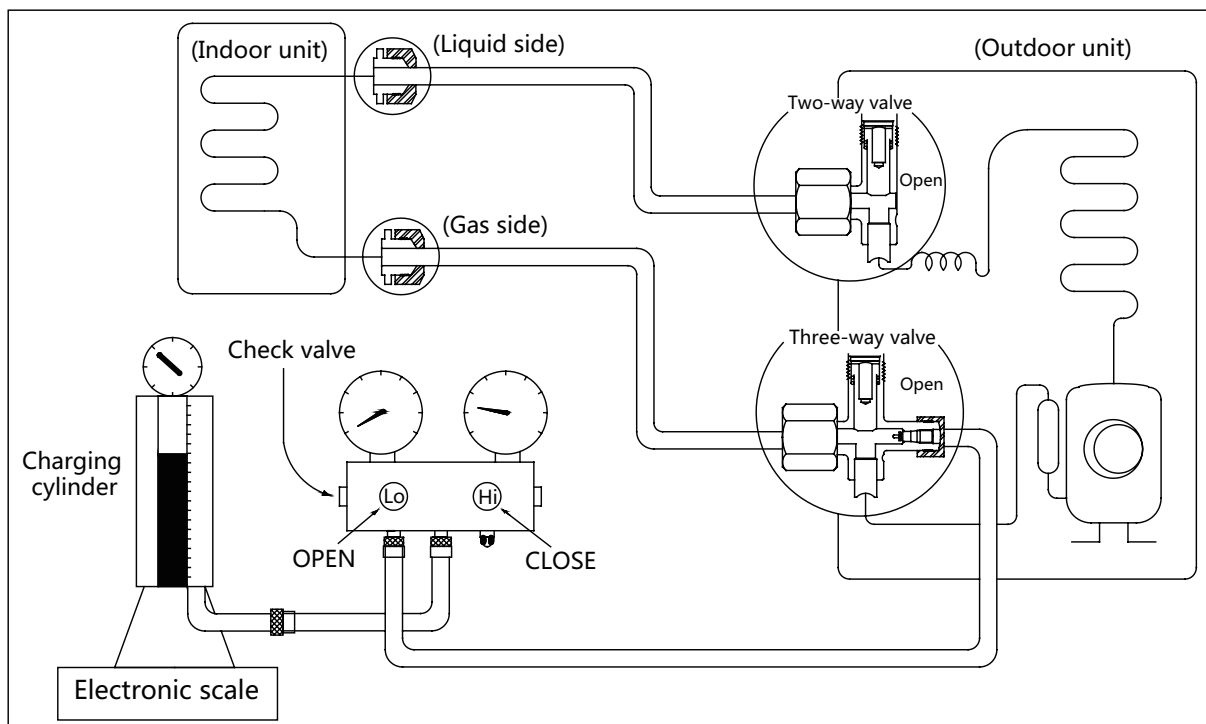 (Indoor unit)
(Liquid side)
(Outdoor unit)
Two-way valve
Open
(Gas side)
Three-way valve
Open
Check valve
Charging
cylinder
Lo
Hi
OPEN
CLOSE
Electronic scale